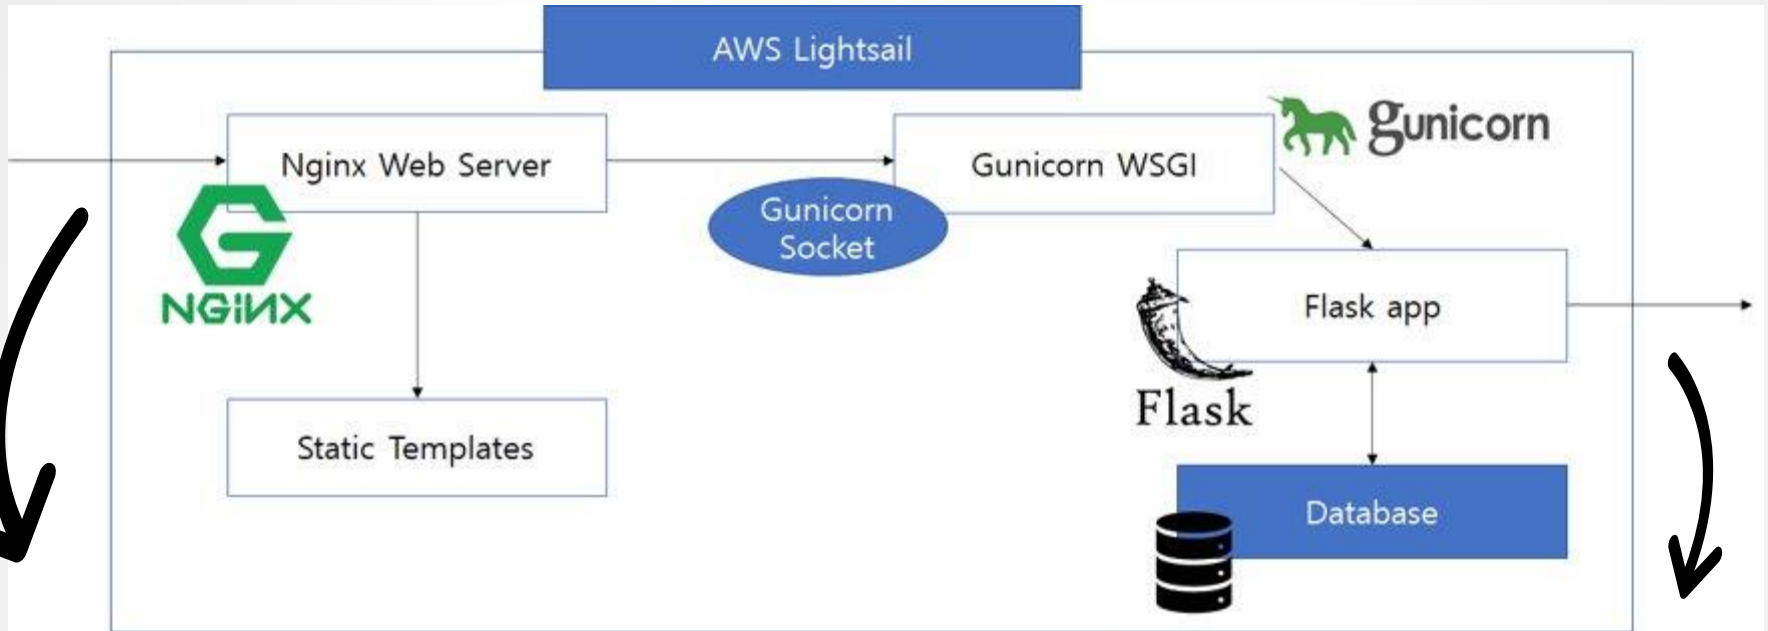 AWS Lightsail
Nginx Web Server
Gunicorn WSGI
gunicorn
NGiNX
Gunicorn
Socket
Flask app
Flask
Static Templates
Database